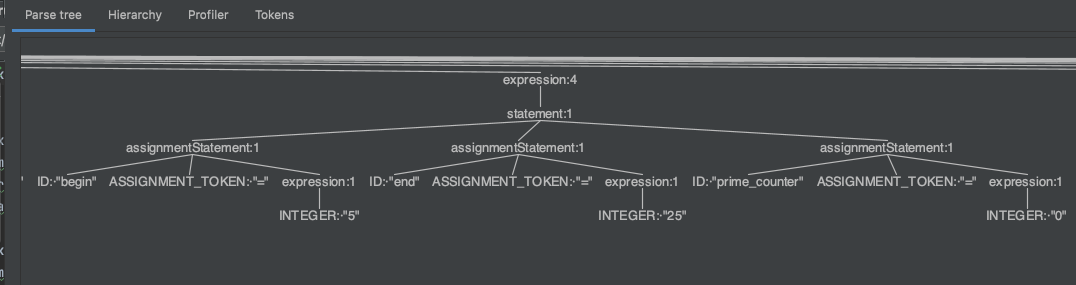 Parse tree Hierarchy Profiler Tokens
expression:4
statement:1
assignmentStatement:1 assignmentStatement:1 assignmentStatement:1
ID:·"begin" ASSIGNMENT_TOKEN:·"=" expression:1 ID:·"end" ASSIGNMENT_TOKEN:·"=" expression:1 ID:·"prime_counter" ASSIGNMENT_TOKEN:·"=" expression:1
INTEGER:·"5" INTEGER:·"25" INTEGER:·"0"